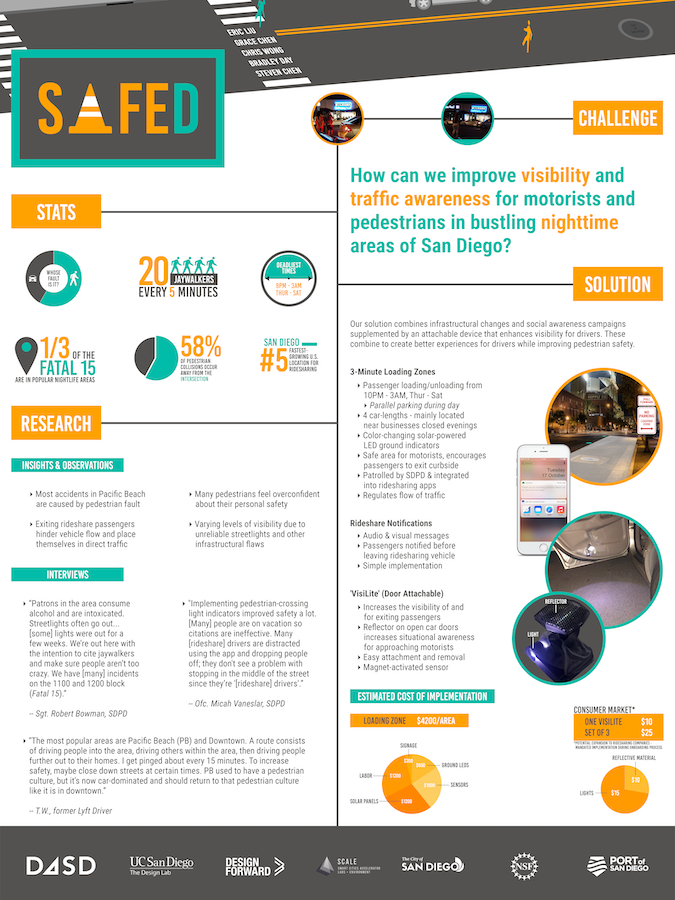 ERIC LIU
GRACE CHEN
CHRIS WONG
BRADLEY DAY
STEVEN CHEN
SAFED
CHALLENGE
How can we improve visibility and
traffic awareness for motorists and
pedestrians in bustling nighttime
areas of San Diego?
STATS
WHOSE
FAULT
IS IT?
20
JAYWALKERS
EVERY 5 MINUTES
DEADLIEST
TIMES
9PM - 3AM
THUR - SAT
1/3 OF THE
FATAL 15
ARE IN POPULAR NIGHTLIFE AREAS
58%
OF PEDESTRIAN
COLLISIONS OCCUR
AWAY FROM THE
INTERSECTION
SAN DIEGO
#5
FASTEST-
GROWING U.S.
LOCATION FOR
RIDESHARING
RESEARCH
INSIGHTS & OBSERVATIONS
Most accidents in Pacific Beach
are caused by pedestrian fault
Exiting rideshare passengers
hinder vehicle flow and place
themselves in direct traffic
Many pedestrians feel overconfident
about their personal safety
Varying levels of visibility due to
unreliable streetlights and other
infrastructural flaws
INTERVIEWS
“Patrons in the area consume
alcohol and are intoxicated.
Streetlights often go out...
[some] lights were out for a
few weeks. We're out here with
the intention to cite jaywalkers
and make sure people aren't too
crazy. We have [many] incidents
on the 1100 and 1200 block
(Fatal 15).”
-- Sgt. Robert Bowman, SDPD
“Implementing pedestrian-crossing
light indicators improved safety a lot.
[Many] people are on vacation so
citations are ineffective. Many
[rideshare] drivers are distracted
using the app and dropping people
off; they don't see a problem with
stopping in the middle of the street
since they're '[rideshare] drivers'.”
-- Ofc. Micah Vaneslar, SDPD
“The most popular areas are Pacific Beach (PB) and Downtown. A route consists
of driving people into the area, driving others within the area, then driving people
further out to their homes. I get pinged about every 15 minutes. To increase
safety, maybe close down streets at certain times. PB used to have a pedestrian
culture, but it's now car-dominated and should return to that pedestrian culture
like it is in downtown.”
-- T.W., former Lyft Driver
SOLUTION
Our solution combines infrastructural changes and social awareness campaigns
supplemented by an attachable device that enhances visibility for drivers. These
combine to create better experiences for drivers while improving pedestrian safety.
3-Minute Loading Zones
Passenger loading/unloading from
10PM - 3AM, Thur - Sat
Parallel parking during day
4 car-lengths - mainly located
near businesses closed evenings
Color-changing solar-powered
LED ground indicators
Safe area for motorists, encourages
passengers to exit curbside
Patrolled by SDPD & integrated
into ridesharing apps
Regulates flow of traffic
NO
PARKING
Tuesday
17 October
Rideshare Notifications
Audio & visual messages
Passengers notified before
leaving ridesharing vehicle
Simple implementation
'VisiLite' (Door Attachable)
Increases the visibility of and
for exiting passengers
Reflector on open car doors
increases situational awareness
for approaching motorists
Easy attachment and removal
Magnet-activated sensor
REFLECTOR
LIGHT
ESTIMATED COST OF IMPLEMENTATION
LOADING ZONE $4200/AREA
SIGNAGE
GROUND LEDS
SENSORS
LABOR
SOLAR PANELS
$1200
$1200
CONSUMER MARKET*
ONE VISILITE $10
SET OF 3 $25
*POTENTIAL EXPANSION TO RIDESHARING COMPANIES:
MANDATED IMPLEMENTATION DURING ONBOARDING PROCESS
REFLECTIVE MATERIAL
$10
LIGHTS
$15
DASD
UC San Diego
The Design Lab
DESIGN
FORWARD
SCALE
SMART CITIES ACCELERATOR
LABS + ENVIRONMENT
The City of
SAN DIEGO
NSF
PORT of
SAN DIEGO